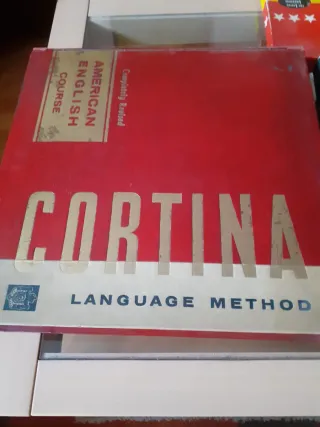 Completely Revised
AMERICAN
ENGLISH
COURSE
CORTINA
LANGUAGE METHOD